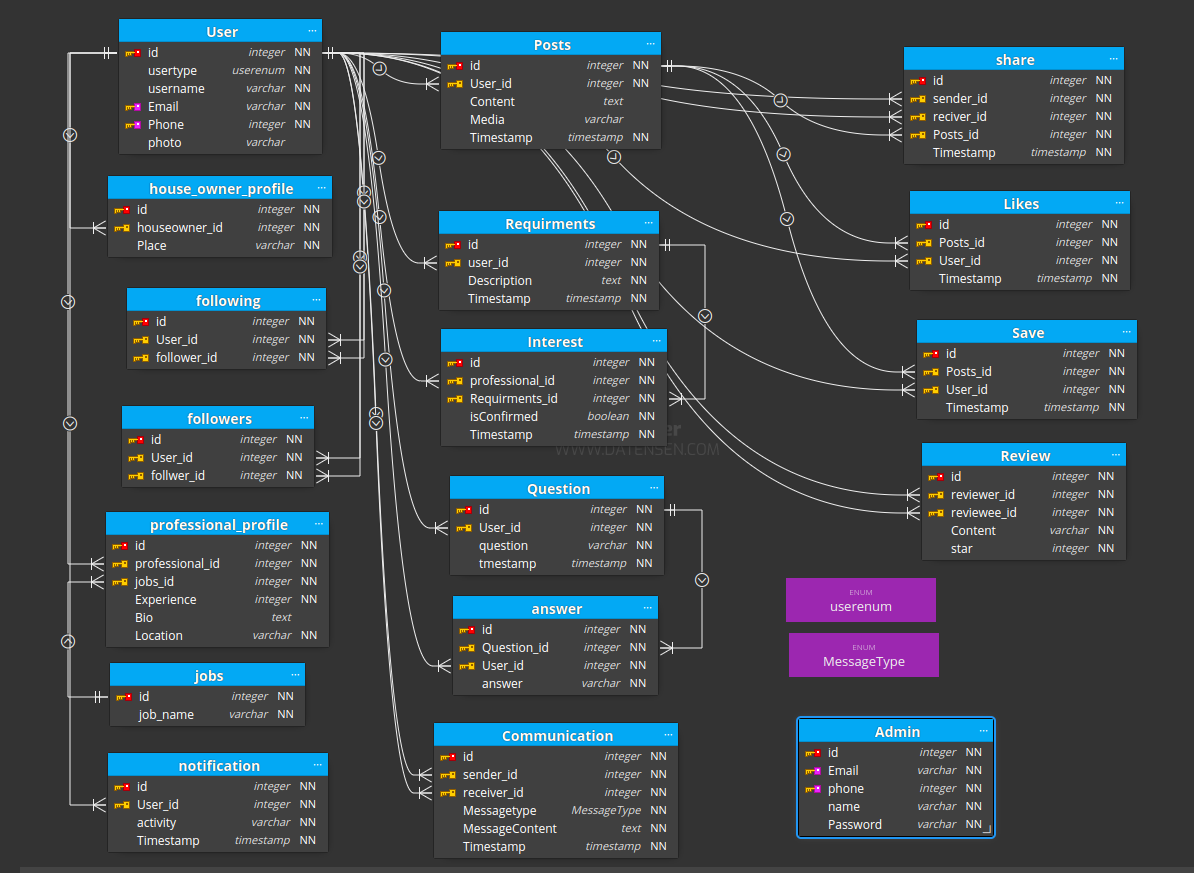 User ...
id integer NN
usertype userenum NN
username varchar NN
Email varchar NN
Phone integer NN
photo varchar
house_owner_profile ...
id integer NN
houseowner_id integer NN
Place varchar NN
following ...
id integer NN
User_id integer NN
follower_id integer NN
followers ...
id integer NN
User_id integer NN
follwer_id integer NN
professional_profile ...
id integer NN
professional_id integer NN
jobs_id integer NN
Experience integer NN
Bio text
Location varchar NN
jobs ...
id integer NN
job_name varchar NN
notification ...
id integer NN
User_id integer NN
activity varchar NN
Timestamp timestamp NN
Posts ...
id integer NN
User_id integer NN
Content text
Media varchar
Timestamp timestamp NN
Requirments ...
id integer NN
user_id integer NN
Description text NN
Timestamp timestamp NN
Interest ...
id integer NN
professional_id integer NN
Requirments_id integer NN
isConfirmed boolean NN
Timestamp timestamp NN
WWW.DATENSEN.COM
Question ...
id integer NN
User_id integer NN
question varchar NN
tmestamp timestamp NN
answer ...
id integer NN
Question_id integer NN
User_id integer NN
answer varchar NN
Communication ...
id integer NN
sender_id integer NN
receiver_id integer NN
Messagetype MessageType NN
MessageContent text NN
Timestamp timestamp NN
share ...
id integer NN
sender_id integer NN
reciver_id integer NN
Posts_id integer NN
Timestamp timestamp NN
Likes ...
id integer NN
Posts_id integer NN
User_id integer NN
Timestamp timestamp NN
Save ...
id integer NN
Posts_id integer NN
User_id integer NN
Timestamp timestamp NN
Review ...
id integer NN
reviewer_id integer NN
reviewee_id integer NN
Content varchar NN
star integer NN
ENUM
userenum
ENUM
MessageType
Admin ...
id integer NN
Email varchar NN
phone integer NN
name varchar NN
Password varchar NN